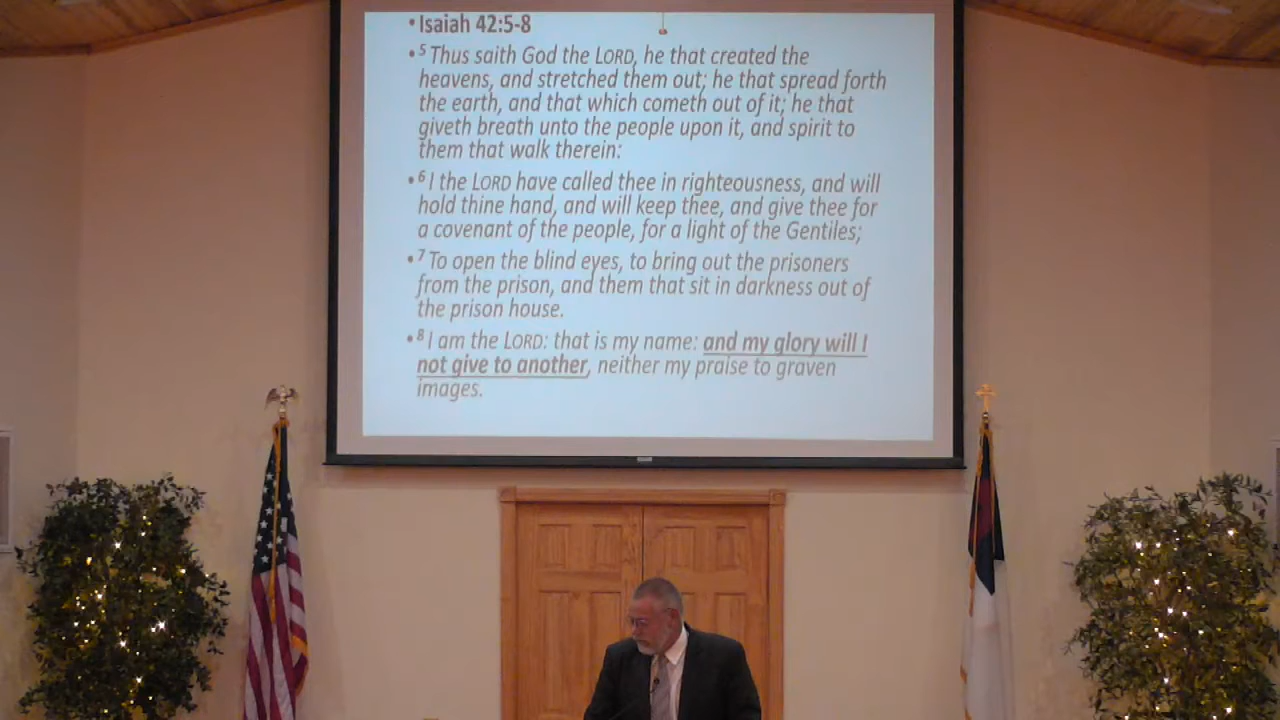 • Isaiah 42:5-8
• 5 Thus saith God the LORD, he that created the
heavens, and stretched them out; he that spread forth
the earth, and that which cometh out of it; he that
giveth breath unto the people upon it, and spirit to
them that walk therein:
• 6 I the LORD have called thee in righteousness, and will
hold thine hand, and will keep thee, and give thee for
a covenant of the people, for a light of the Gentiles;
• 7 To open the blind eyes, to bring out the prisoners
from the prison, and them that sit in darkness out of
the prison house.
• 8 I am the LORD: that is my name: and my glory will I
not give to another, neither my praise to graven
images.